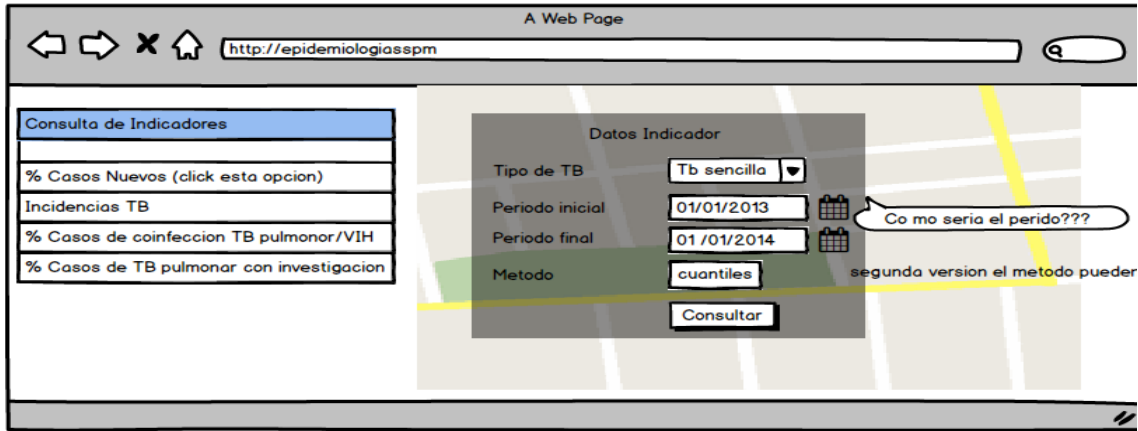 A Web Page
http://epidemiologiasspm
Consulta de Indicadores
% Casos Nuevos (click esta opcion)
Incidencias TB
% Casos de coinfeccion TB pulmonor/VIH
% Casos de TB pulmonar con investigacion
Datos Indicador
Tipo de TB Tb sencilla
Periodo inicial 01/01/2013
Co mo seria el perido???
Periodo final 01 /01/2014
Metodo cuantiles segunda version el metodo pueden
Consultar